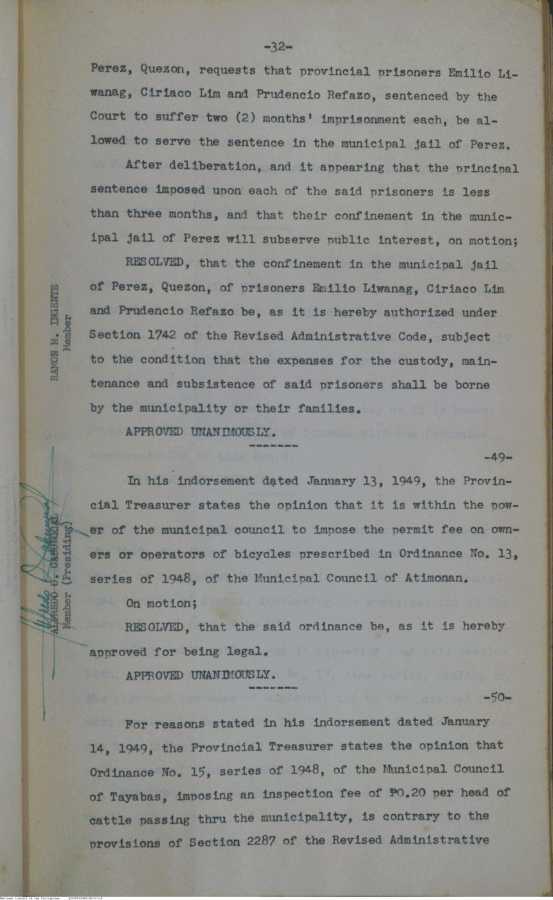 -32-
Perez, Quezon, requests that provincial prisoners Emilio Li-
wanag, Ciriaco Lim and Prudencio Refazo, sentenced by the
Court to suffer two (2) months' imprisonment each, be al-
lowed to serve the sentence in the municipal jail of Perez.
After deliberation, and it appearing that the principal
sentence imposed upon each of the said prisoners is less
than three months, and that their confinement in the munic-
ipal jail of Perez will subserve public interest, on motion;
RESOLVED, that the confinement in the municipal jail
of Perez, Quezon, of prisoners Emilio Liwanag, Ciriaco Lim
and Prudencio Refazo be, as it is hereby authorized under
Section 1742 of the Revised Administrative Code, subject
to the condition that the expenses for the custody, main-
tenance and subsistence of said prisoners shall be borne
by the municipality or their families.
APPROVED UNANIMOUSLY.
-49-
In his indorsement dated January 13, 1949, the Provin-
cial Treasurer states the opinion that it is within the pow-
er of the municipal council to impose the permit fee on own-
ers or operators of bicycles prescribed in Ordinance No. 13,
series of 1948, of the Municipal Council of Atimonan.
On motion;
RESOLVED, that the said ordinance be, as it is hereby
approved for being legal.
APPROVED UNANIMOUSLY.
-50-
For reasons stated in his indorsement dated January
14, 1949, the Provincial Treasurer states the opinion that
Ordinance No. 15, series of 1948, of the Municipal Council
of Tayabas, imposing an inspection fee of ₱0.20 per head of
cattle passing thru the municipality, is contrary to the
provisions of Section 2287 of the Revised Administrative
RAMON M. INGENTE
Member
ALFREDO
Member (Presiding)